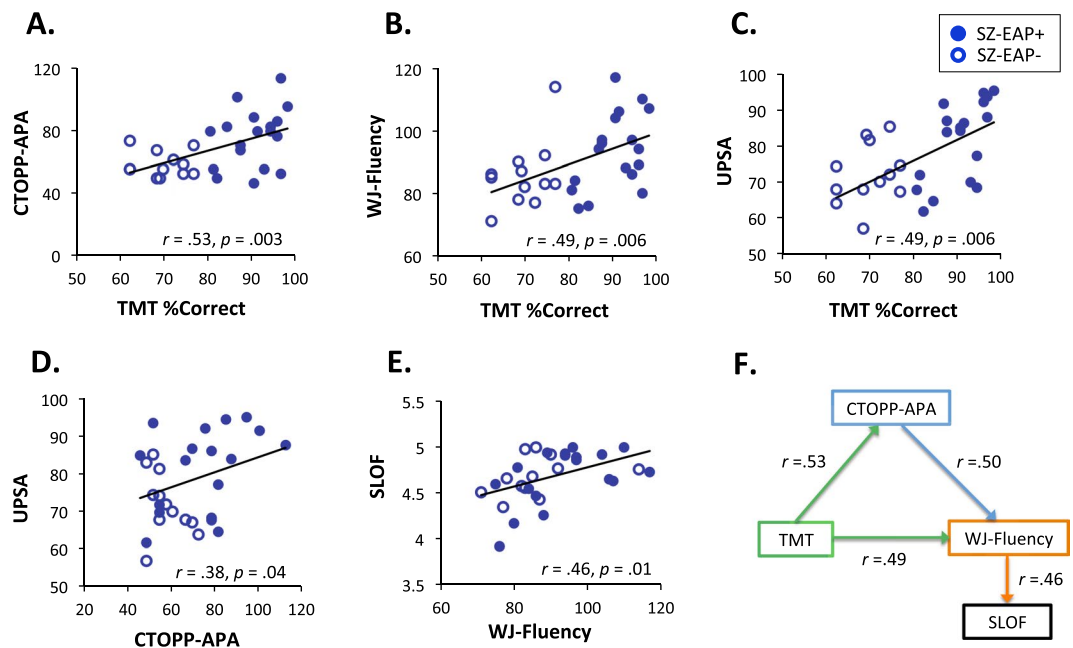 A.
120
80
40
0
50 60 70 80 90 100
CTOPP-APA
TMT %Correct
r = .53, p = .003
B.
120
100
80
60
50 60 70 80 90 100
WJ-Fluency
TMT %Correct
r = .49, p = .006
C.
SZ-EAP+
SZ-EAP-
100
90
80
70
60
50
50 60 70 80 90 100
UPSA
TMT %Correct
r = .49, p = .006
D.
100
90
80
70
60
50
20 40 60 80 100 120
UPSA
CTOPP-APA
r = .38, p = .04
E.
5.5
5
4.5
4
3.5
60 80 100 120
SLOF
WJ-Fluency
r = .46, p = .01
F.
CTOPP-APA
r =.53
r =.50
TMT
WJ-Fluency
r =.49
r =.46
SLOF